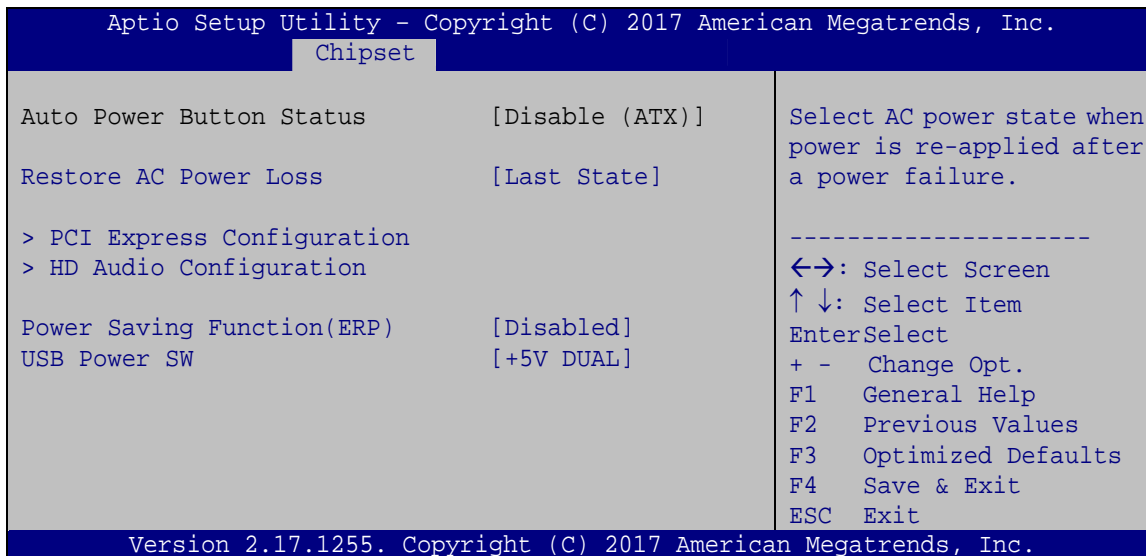 Aptio Setup Utility – Copyright (C) 2017 American Megatrends, Inc.
Chipset
Auto Power Button Status [Disable (ATX)]
Restore AC Power Loss [Last State]
> PCI Express Configuration
> HD Audio Configuration
Power Saving Function(ERP) [Disabled]
USB Power SW [+5V DUAL]
Select AC power state when
power is re-applied after
a power failure.
---------------------
←→: Select Screen
↑ ↓: Select Item
EnterSelect
+ - Change Opt.
F1 General Help
F2 Previous Values
F3 Optimized Defaults
F4 Save & Exit
ESC Exit
Version 2.17.1255. Copyright (C) 2017 American Megatrends, Inc.